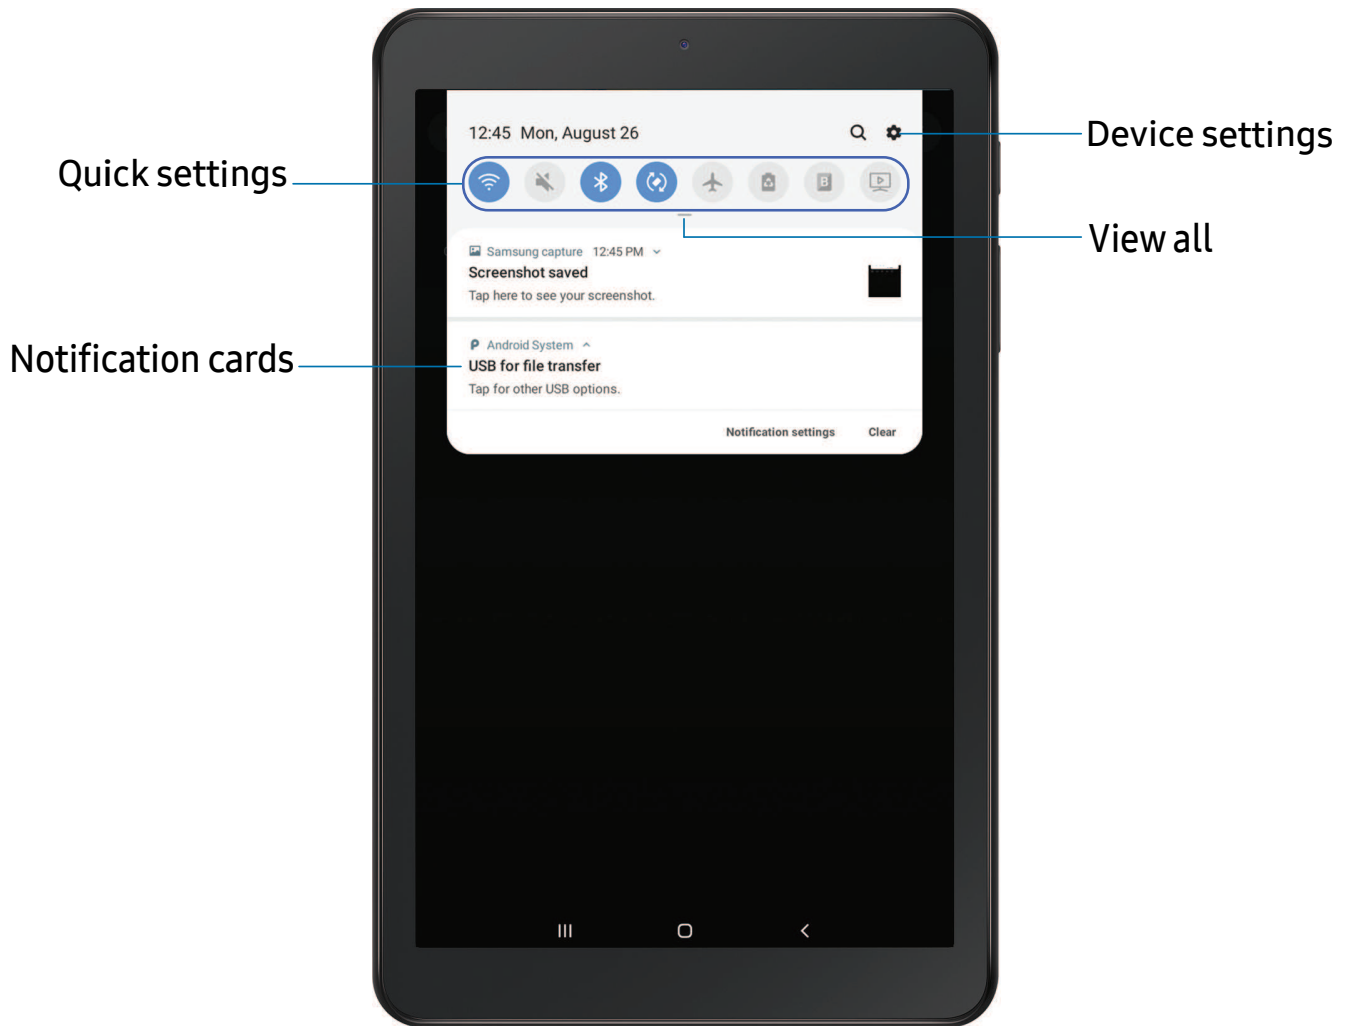 12:45 Mon, August 26
Device settings
Quick settings
View all
Samsung capture 12:45 PM
Screenshot saved
Tap here to see your screenshot.
Notification cards
Android System
USB for file transfer
Tap for other USB options.
Notification settings Clear